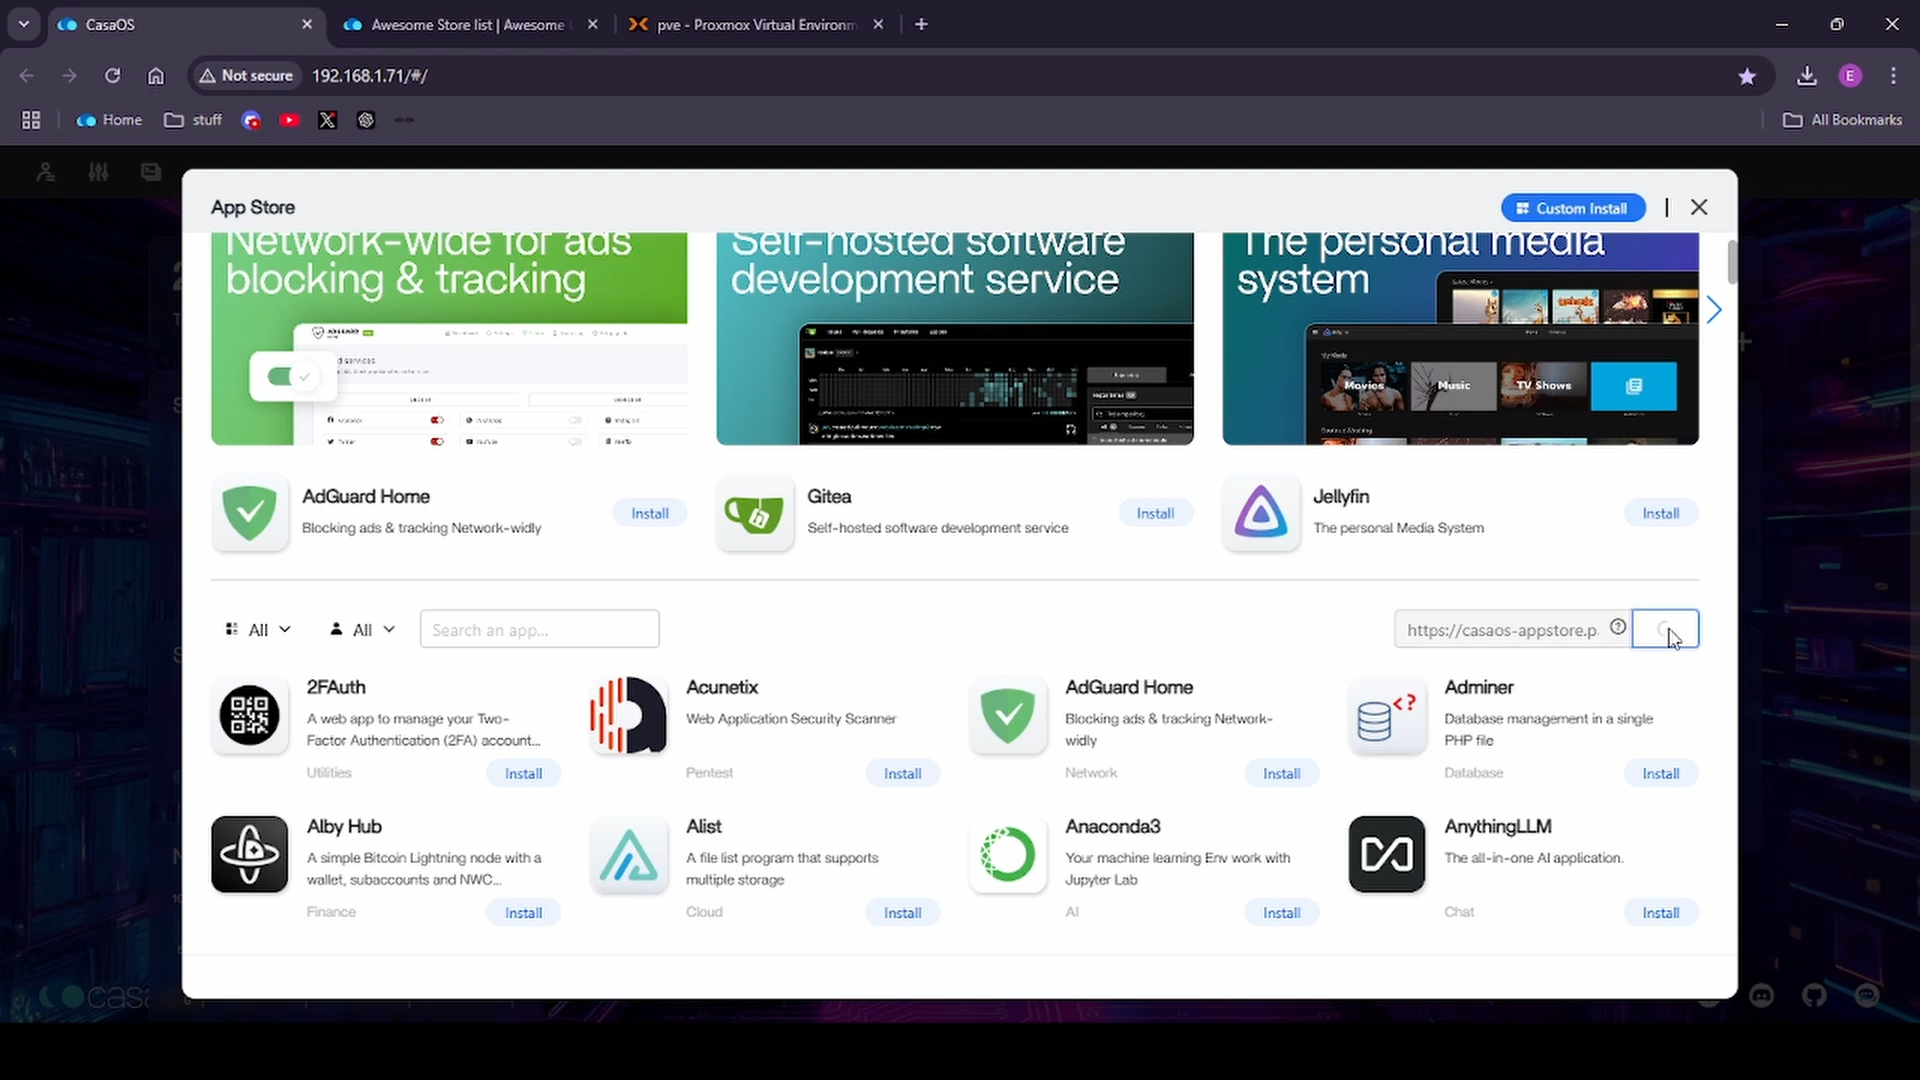 CasaOS
Awesome Store list | Awesome
pve - Proxmox Virtual Environm
Not secure
192.168.1.71/#/
E
Home
stuff
All Bookmarks
App Store
Custom Install
Network-wide for ads
blocking & tracking
Self-hosted software
development service
The personal media
system
My Media
Movies
Music
TV Shows
AdGuard Home
Blocking ads & tracking Network-widly
Install
Gitea
Self-hosted software development service
Install
Jellyfin
The personal Media System
Install
All
All
Search an app...
https://casaos-appstore.p
2FAuth
A web app to manage your Two-
Factor Authentication (2FA) account...
Utilities
Install
Acunetix
Web Application Security Scanner
Pentest
Install
AdGuard Home
Blocking ads & tracking Network-
widly
Network
Install
Adminer
Database management in a single
PHP file
Database
Install
Alby Hub
A simple Bitcoin Lightning node with a
wallet, subaccounts and NWC...
Finance
Install
Alist
A file list program that supports
multiple storage
Cloud
Install
Anaconda3
Your machine learning Env work with
Jupyter Lab
AI
Install
AnythingLLM
The all-in-one AI application.
Chat
Install